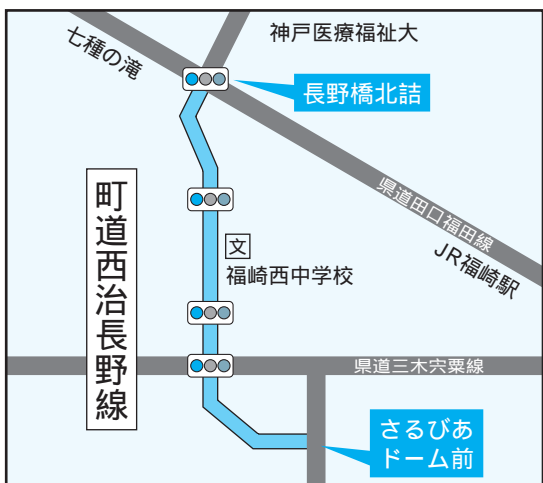 神戸医療福祉大
七種の滝
長野橋北詰
県道田口福田線
JR福崎駅
町道西治長野線
文
福崎西中学校
県道三木宍粟線
さるびあ
ドーム前